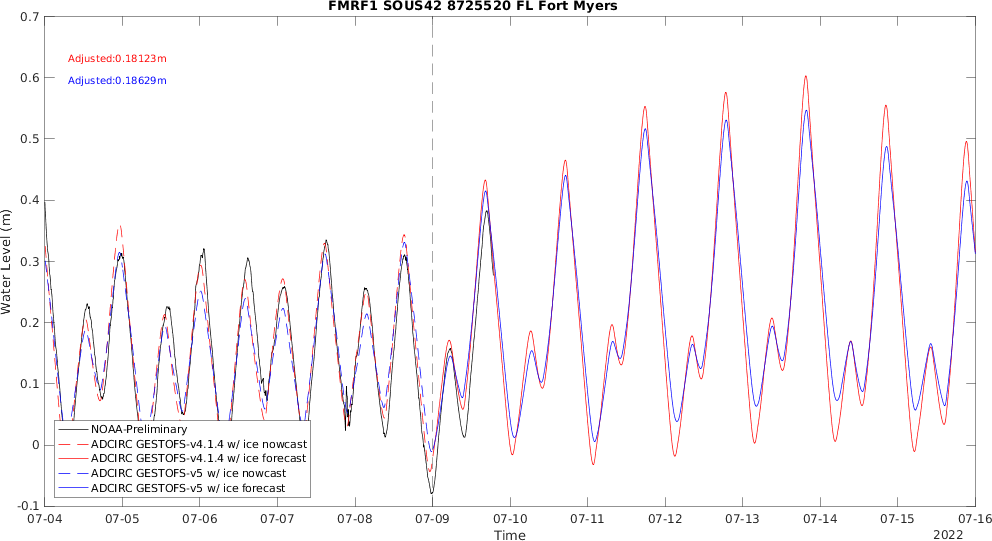 FMRF1 SOUS42 8725520 FL Fort Myers
0.7
0.6
0.5
0.4
0.3
0.2
0.1
0
-0.1
Water Level (m)
Adjusted:0.18123m
Adjusted:0.18629m
NOAA-Preliminary
ADCIRC GESTOFS-v4.1.4 w/ ice nowcast
ADCIRC GESTOFS-v4.1.4 w/ ice forecast
ADCIRC GESTOFS-v5 w/ ice nowcast
ADCIRC GESTOFS-v5 w/ ice forecast
07-04 07-05 07-06 07-07 07-08 07-09 07-10 07-11 07-12 07-13 07-14 07-15 07-16
Time
2022